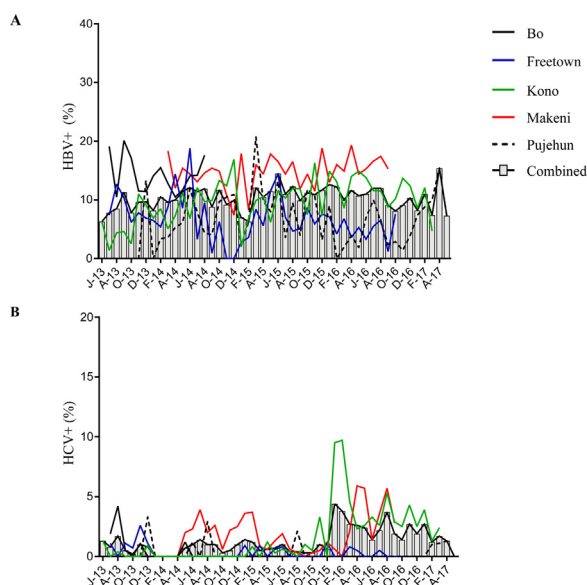 A
HBV+ (%)
40
30
20
10
0
J-13
A-13
O-13
D-13
F-14
A-14
J-14
A-14
O-14
D-14
F-15
A-15
J-15
A-15
O-15
D-15
F-16
A-16
J-16
A-16
O-16
D-16
F-17
A-17
Bo
Freetown
Kono
Makeni
Pujehun
Combined
B
HCV+ (%)
20
15
10
5
0
J-13
A-13
O-13
D-13
F-14
A-14
J-14
A-14
O-14
D-14
F-15
A-15
J-15
A-15
O-15
D-15
F-16
A-16
J-16
A-16
O-16
D-16
F-17
A-17